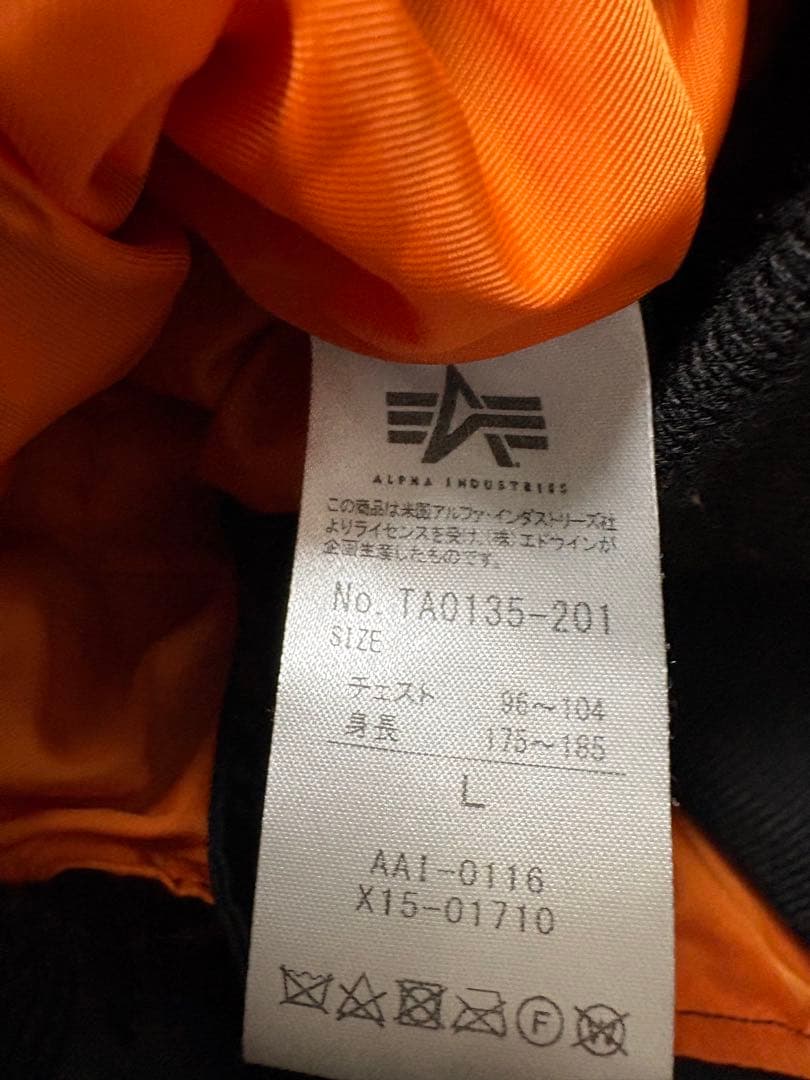 ALPHA INDUSTRIES
この商品は米国アルファ・インダストリーズ社
よりライセンスを受け、(株)エドウインが
企画生産したものです。
No. TA0135-201
SIZE
チェスト 96～104
身長 175～185
L
AAI-0116
X15-01710
F
W